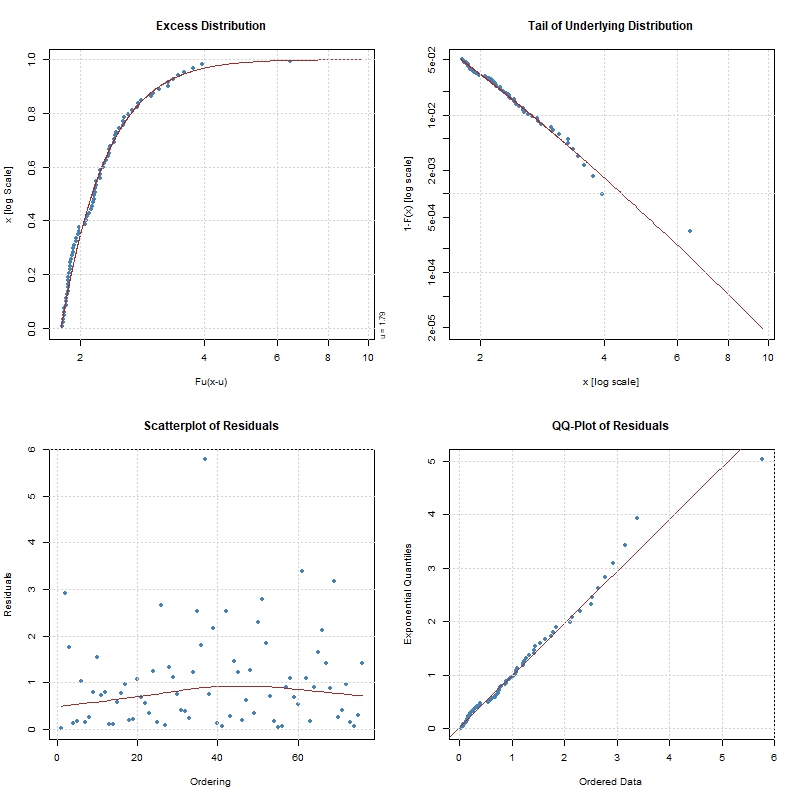 Excess Distribution
x [log Scale]
0.0 0.2 0.4 0.6 0.8 1.0
2 4 6 8 10
Fu(x-u)
u = 1.79
Tail of Underlying Distribution
1-F(x) [log scale]
2e-05 1e-04 5e-04 2e-03 1e-02 5e-02
2 4 6 8 10
x [log scale]
Scatterplot of Residuals
Residuals
0 1 2 3 4 5 6
0 20 40 60
Ordering
QQ-Plot of Residuals
Exponential Quantiles
0 1 2 3 4 5
0 1 2 3 4 5 6
Ordered Data